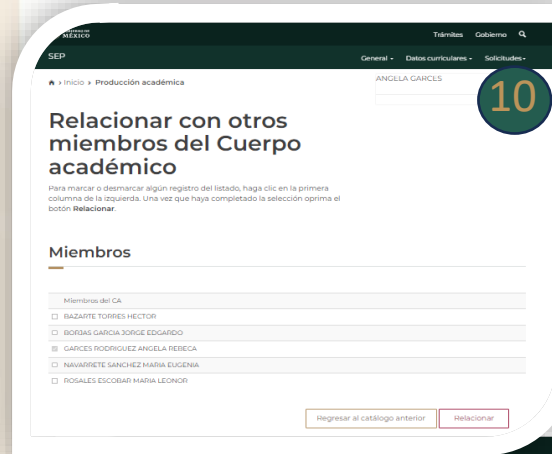 MÉXICO
Trámites Gobierno
SEP
General Datos curriculares Solicitudes
Inicio > Producción académica
ANGELA GARCES
10
Relacionar con otros
miembros del Cuerpo
académico
Para marcar o desmarcar algún registro del listado, haga clic en la primera
columna de la izquierda. Una vez que haya completado la selección oprima el
botón Relacionar.
Miembros
Miembros del CA
BAZARTE TORRES HECTOR
BORJAS GARCIA JORGE EDGARDO
GARCES RODRIGUEZ ANGELA REBECA
NAVARRETE SANCHEZ MARIA EUGENIA
ROSALES ESCOBAR MARIA LEONOR
Regresar al catálogo anterior Relacionar